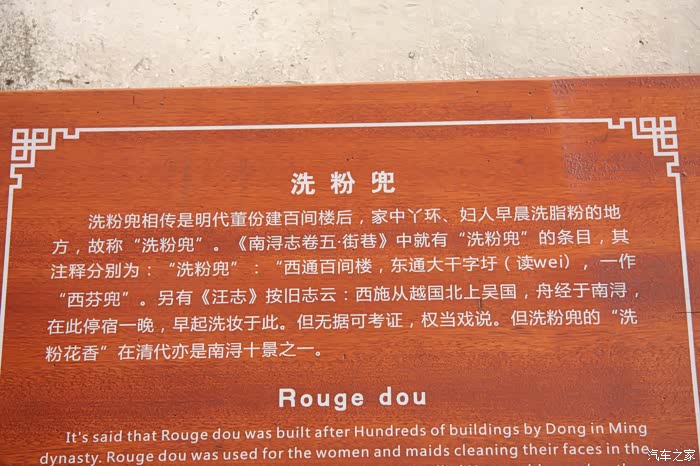 洗粉兜
洗粉兜相传是明代董份建百间楼后，家中丫环、妇人早晨洗脂粉的地
方，故称“洗粉兜”。《南浔志卷五·街巷》中就有“洗粉兜”的条目，其
注释分别为：“洗粉兜”：“西通百间楼，东通大干字圩（读wei），一作
“西芬兜”。另有《汪志》按旧志云：西施从越国北上吴国，舟经于南浔，
在此停宿一晚，早起洗妆于此。但无据可考证，权当戏说。但洗粉兜的“洗
粉花香”在清代亦是南浔十景之一。
Rouge dou
It's said that Rouge dou was built after Hundreds of buildings by Dong in Ming
dynasty. Rouge dou was used for the women and maids cleaning their faces in the
汽车之家